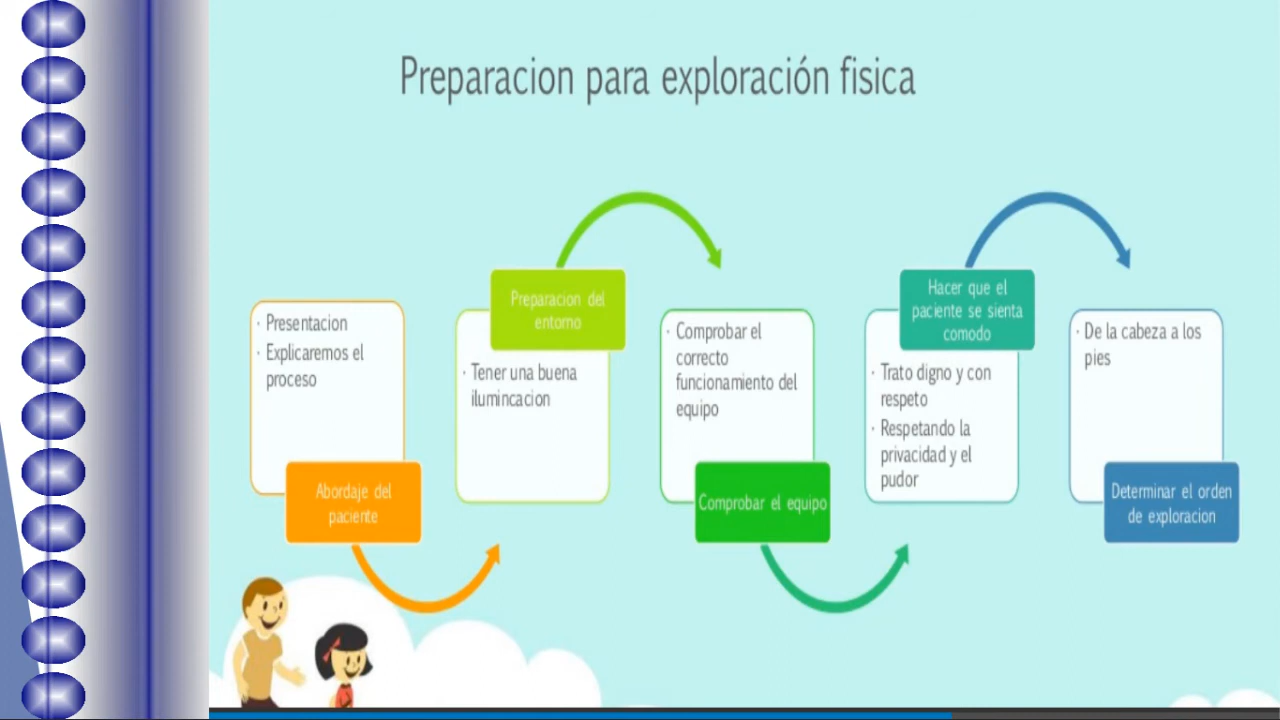 Preparacion para exploración fisica
· Presentacion
· Explicaremos el
proceso
Abordaje del
paciente
Preparacion del
entorno
· Tener una buena
ilumincacion
· Comprobar el
correcto
funcionamiento del
equipo
Comprobar el equipo
Hacer que el
paciente se sienta
comodo
· Trato digno y con
respeto
· Respetando la
privacidad y el
pudor
· De la cabeza a los
pies
Determinar el orden
de exploracion